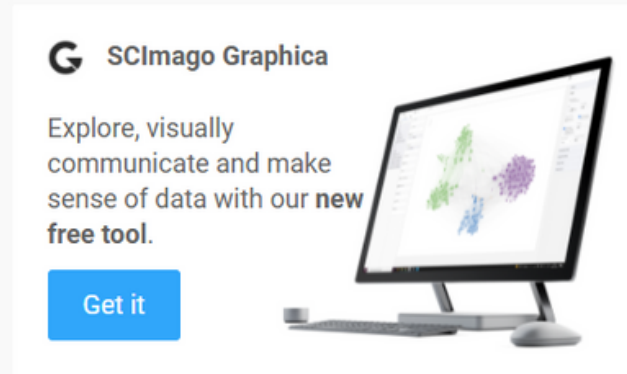 SCImago Graphica
Explore, visually
communicate and make
sense of data with our new
free tool.
Get it